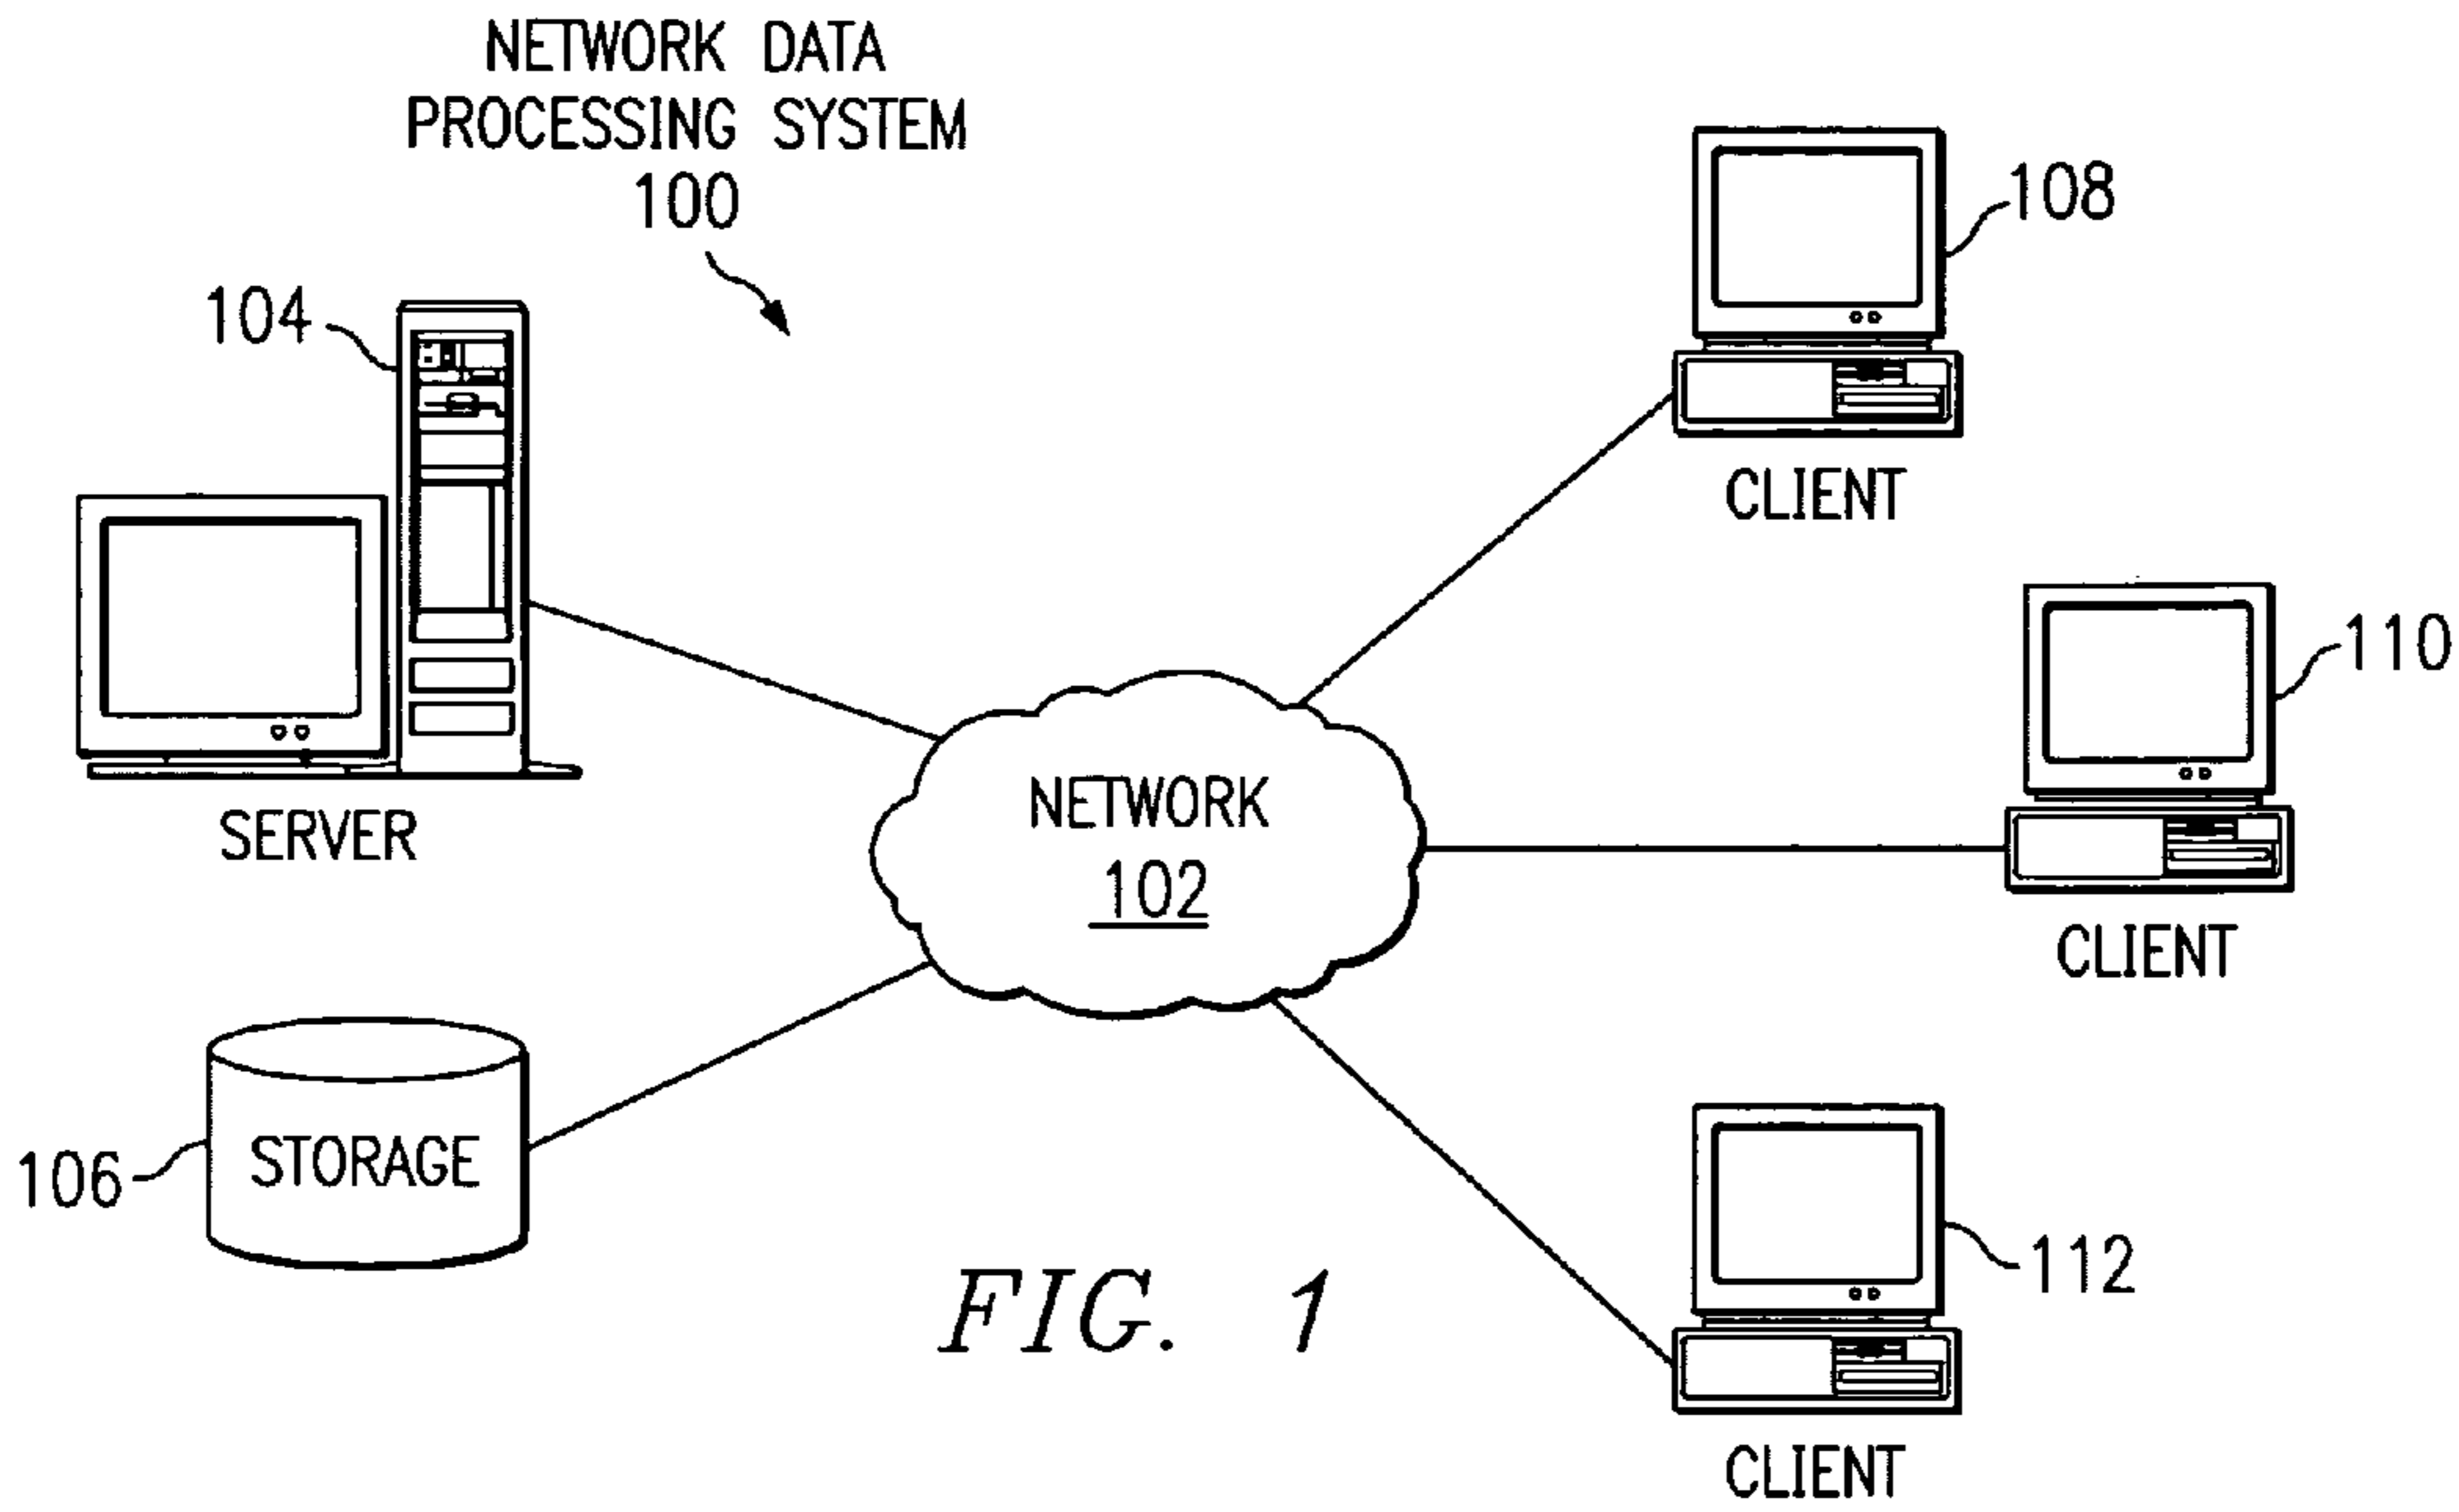 NETWORK DATA
PROCESSING SYSTEM
100
104
108
CLIENT
110
SERVER
NETWORK
102
CLIENT
106
STORAGE
112
FIG. 1
CLIENT